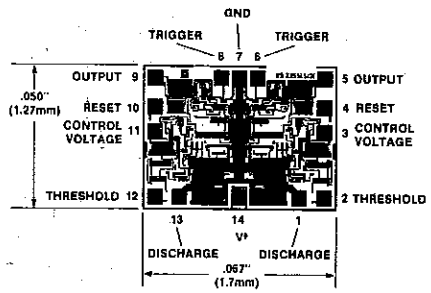 GND
TRIGGER TRIGGER
8 7 6
OUTPUT 9 5 OUTPUT
.050"
(1.27mm)
RESET 10 4 RESET
CONTROL 11 3 CONTROL
VOLTAGE VOLTAGE
THRESHOLD 12 2 THRESHOLD
13 14 1
V+
DISCHARGE DISCHARGE
.067"
(1.7mm)